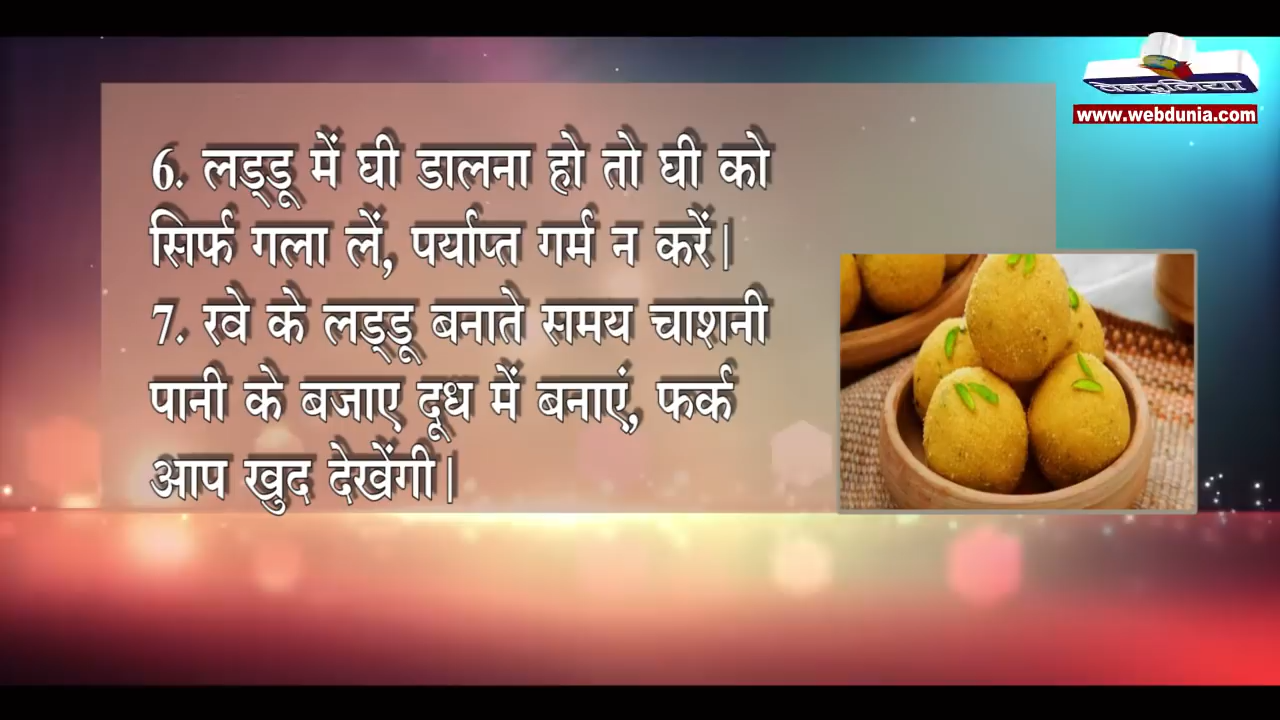 वेबदुनिया
www.webdunia.com
6. लड्डू में घी डालना हो तो घी को
सिर्फ गला लें, पर्याप्त गर्म न करें|
7. रवे के लड्डू बनाते समय चाशनी
पानी के बजाए दूध में बनाएं, फर्क
आप खुद देखेंगी|